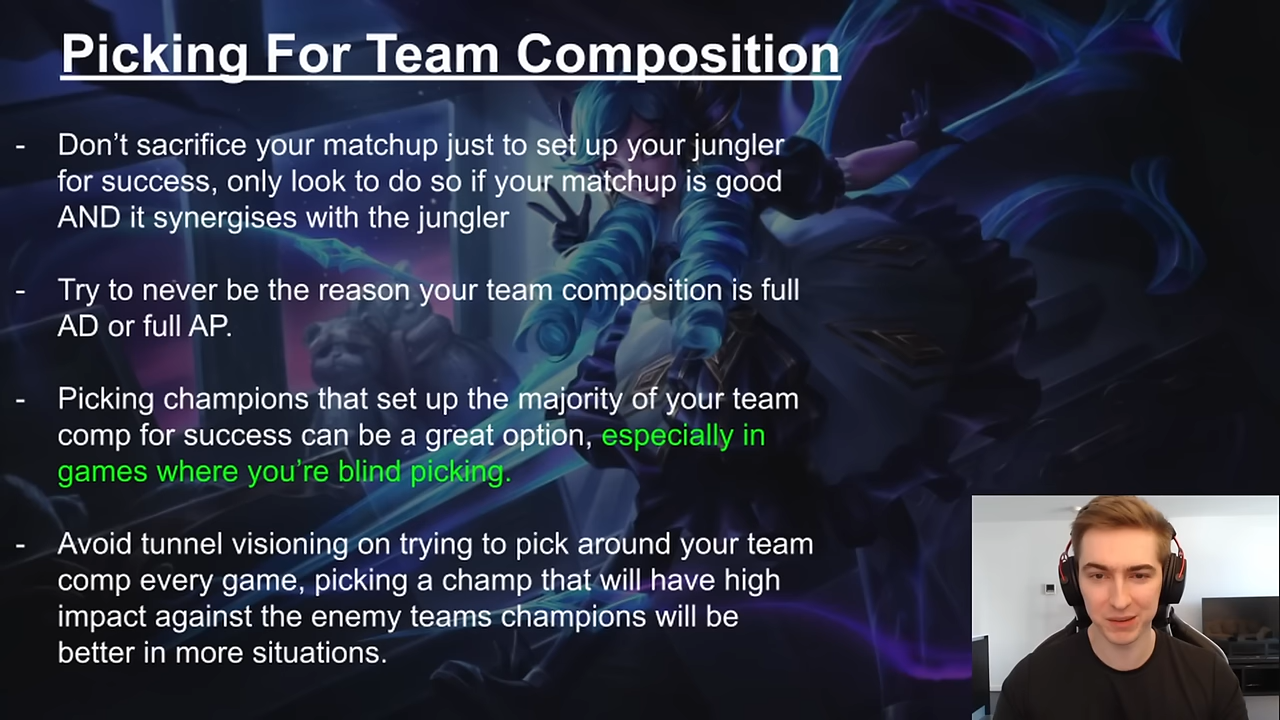 Picking For Team Composition
- Don't sacrifice your matchup just to set up your jungler
for success, only look to do so if your matchup is good
AND it synergises with the jungler
- Try to never be the reason your team composition is full
AD or full AP.
- Picking champions that set up the majority of your team
comp for success can be a great option, especially in
games where you're blind picking.
- Avoid tunnel visioning on trying to pick around your team
comp every game, picking a champ that will have high
impact against the enemy teams champions will be
better in more situations.